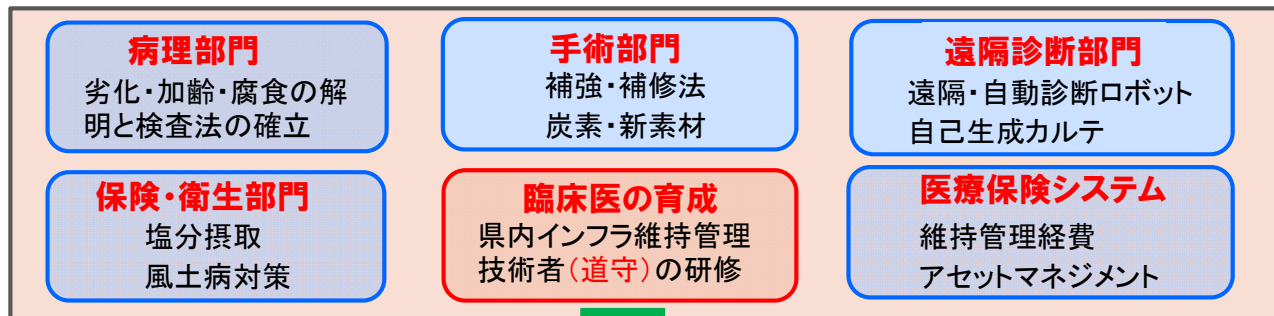 病理部門
劣化・加齢・腐食の解
明と検査法の確立
手術部門
補強・補修法
炭素・新素材
遠隔診断部門
遠隔・自動診断ロボット
自己生成カルテ
保険・衛生部門
塩分摂取
風土病対策
臨床医の育成
県内インフラ維持管理
技術者(道守)の研修
医療保険システム
維持管理経費
アセットマネジメント